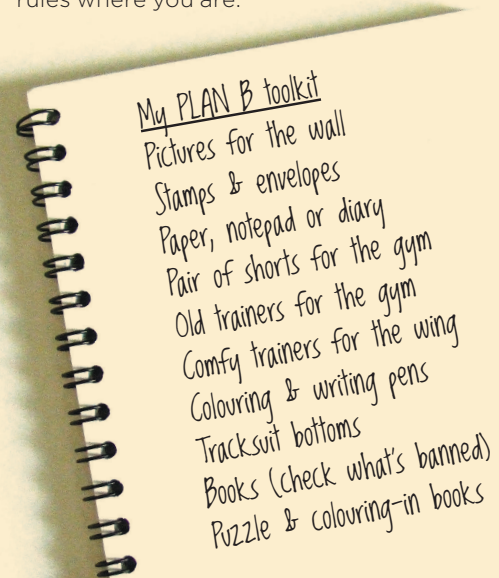 rules where you are.
My PLAN B toolkit
Pictures for the wall
Stamps & envelopes
Paper, notepad or diary
Pair of shorts for the gym
Old trainers for the gym
Comfy trainers for the wing
Colouring & writing pens
Tracksuit bottoms
Books (check what's banned)
Puzzle & colouring-in books